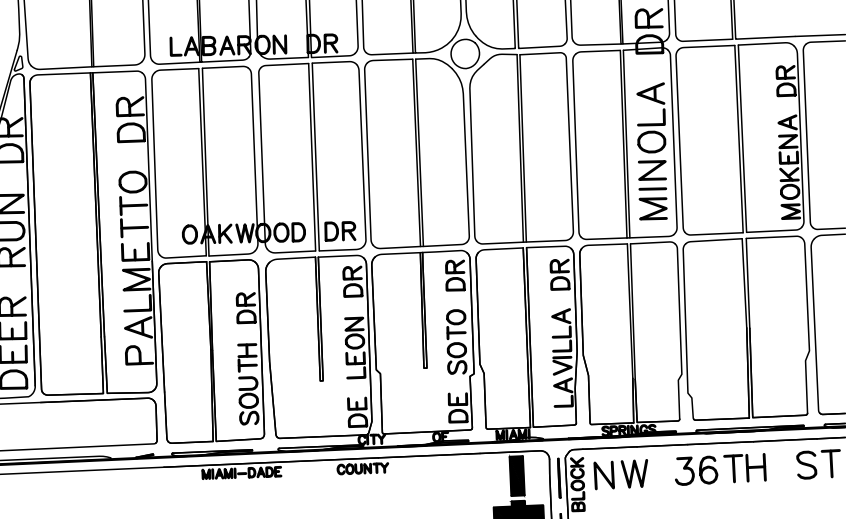 LABARON DR
MINOLA DR
MOKENA DR
DEER RUN DR
PALMETTO DR
OAKWOOD DR
SOUTH DR
DE LEON DR
DE SOTO DR
LAVILLA DR
CITY OF MIAMI SPRINGS
MIAMI-DADE COUNTY
BLOCK
NW 36TH ST